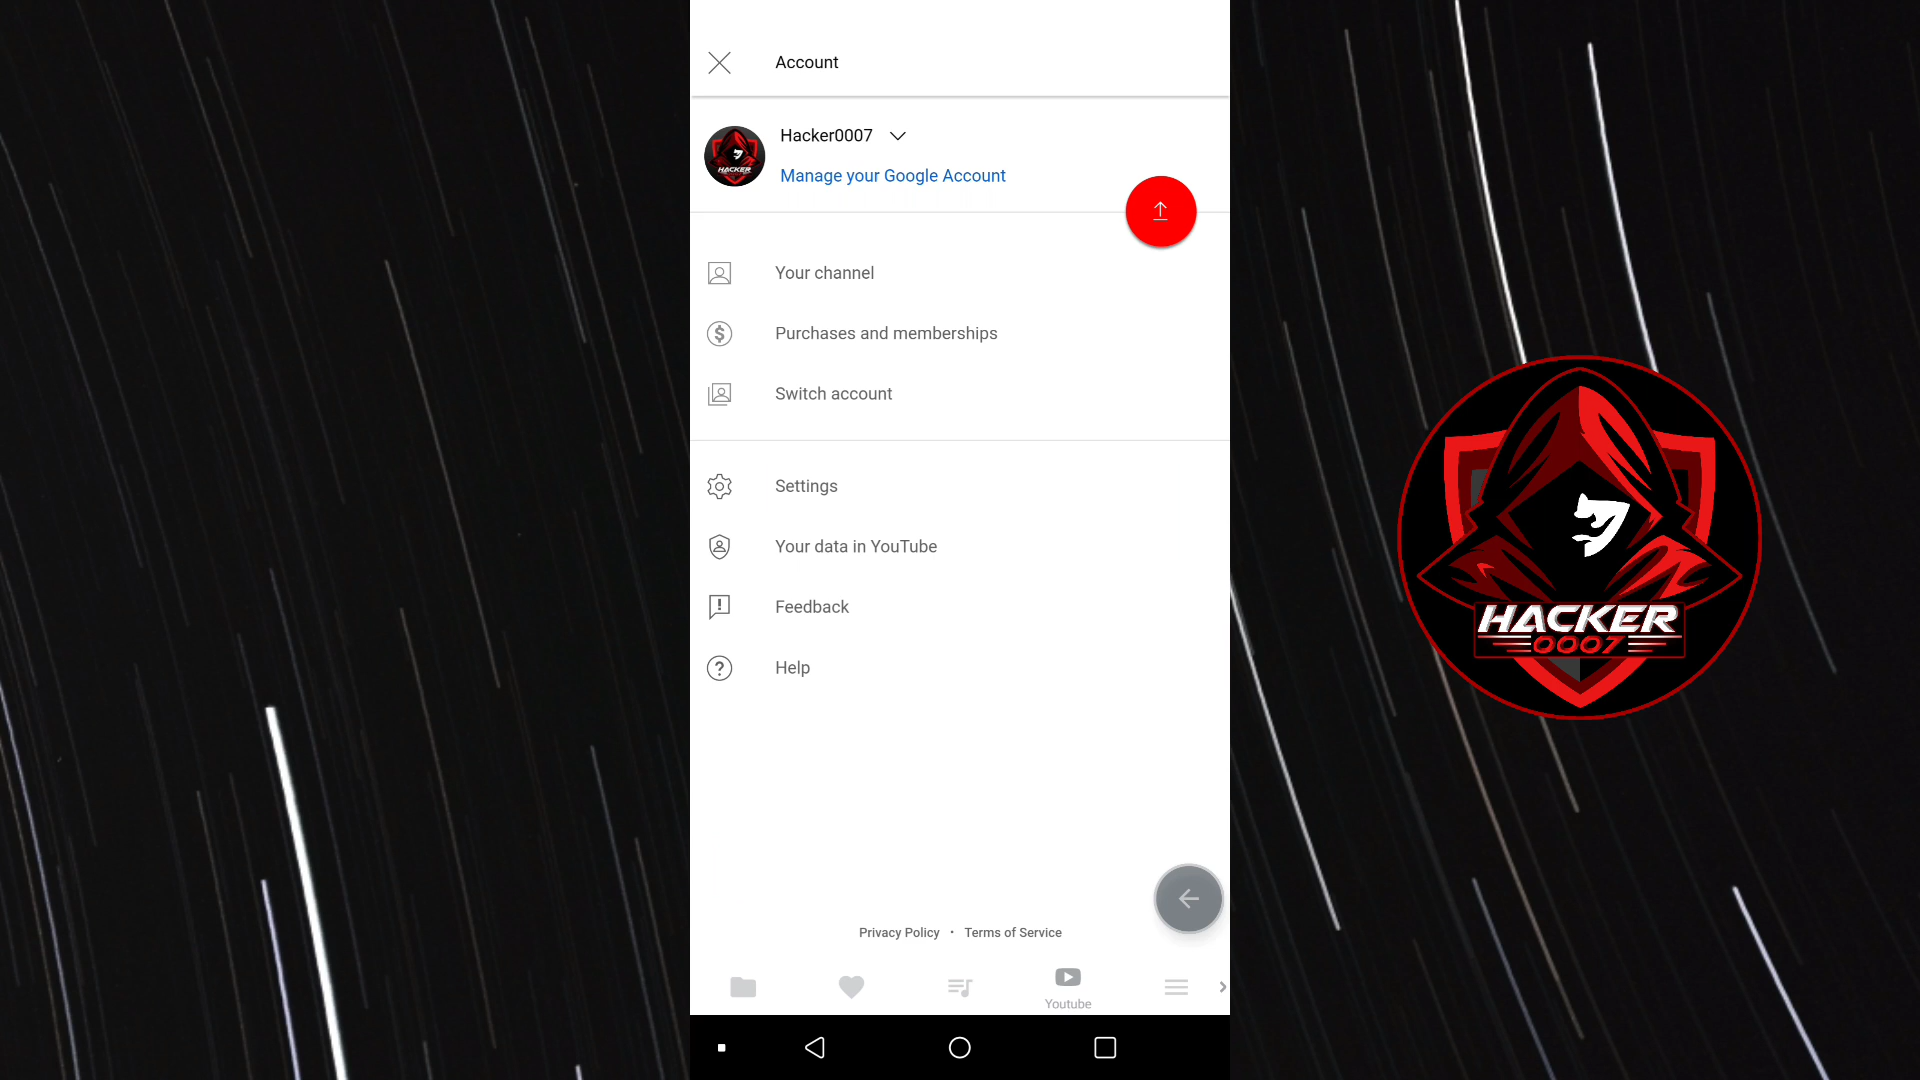 Account
Hacker0007
Manage your Google Account
HACKER
Your channel
Purchases and memberships
Switch account
Settings
Your data in YouTube
Feedback
Help
Privacy Policy • Terms of Service
Youtube
HACKER
0007